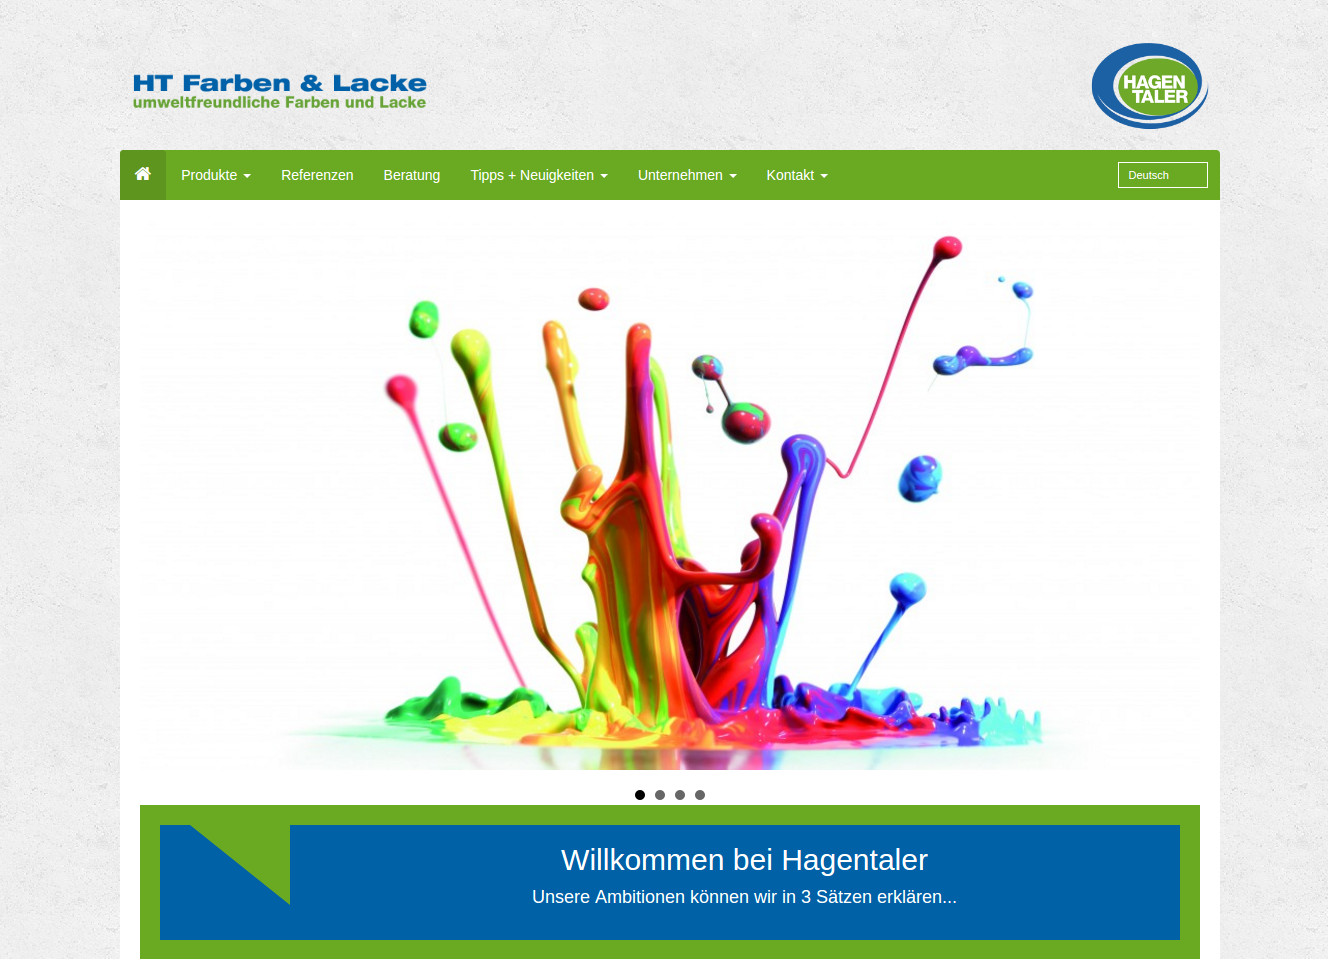 HT Farben & Lacke
umweltfreundliche Farben und Lacke
HAGEN
TALER
Produkte
Referenzen
Beratung
Tipps + Neuigkeiten
Unternehmen
Kontakt
Deutsch
Willkommen bei Hagentaler
Unsere Ambitionen können wir in 3 Sätzen erklären...